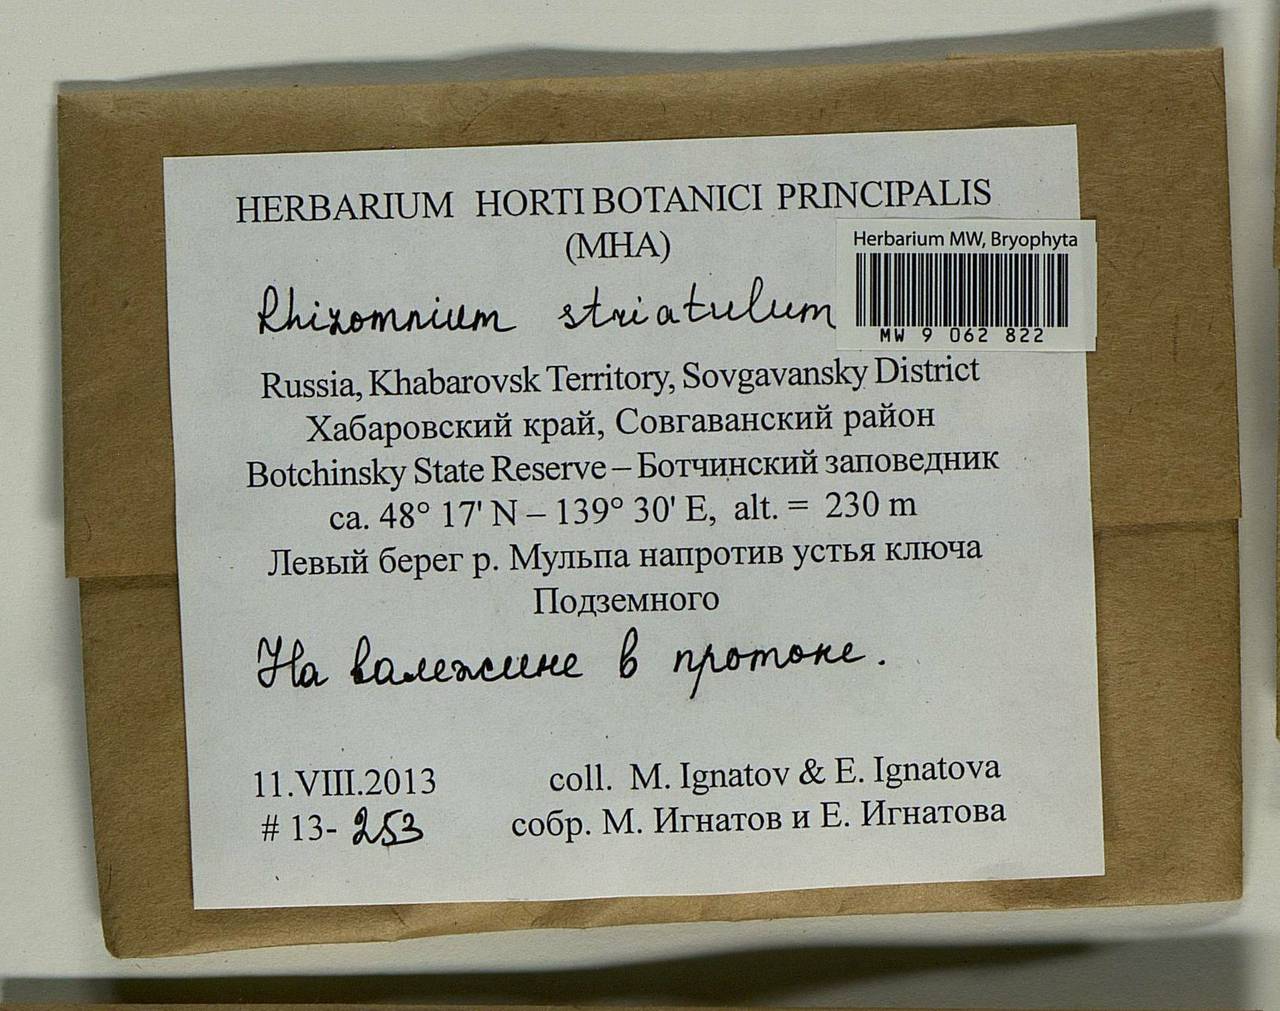 HERBARIUM HORTI BOTANICI PRINCIPALIS
(MHA)
Herbarium MW, Bryophyta
MW 9 062 822
Rhizomnium striatulum
Russia, Khabarovsk Territory, Sovgavansky District
Хабаровский край, Совгаванский район
Botchinsky State Reserve – Ботчинский заповедник
ca. 48° 17' N – 139° 30' E, alt. = 230 m
Левый берег р. Мульпа напротив устья ключа
Подземного
На валежине в протоке.
11.VIII.2013 coll. M. Ignatov & E. Ignatova
# 13- 253 собр. М. Игнатов и Е. Игнатова